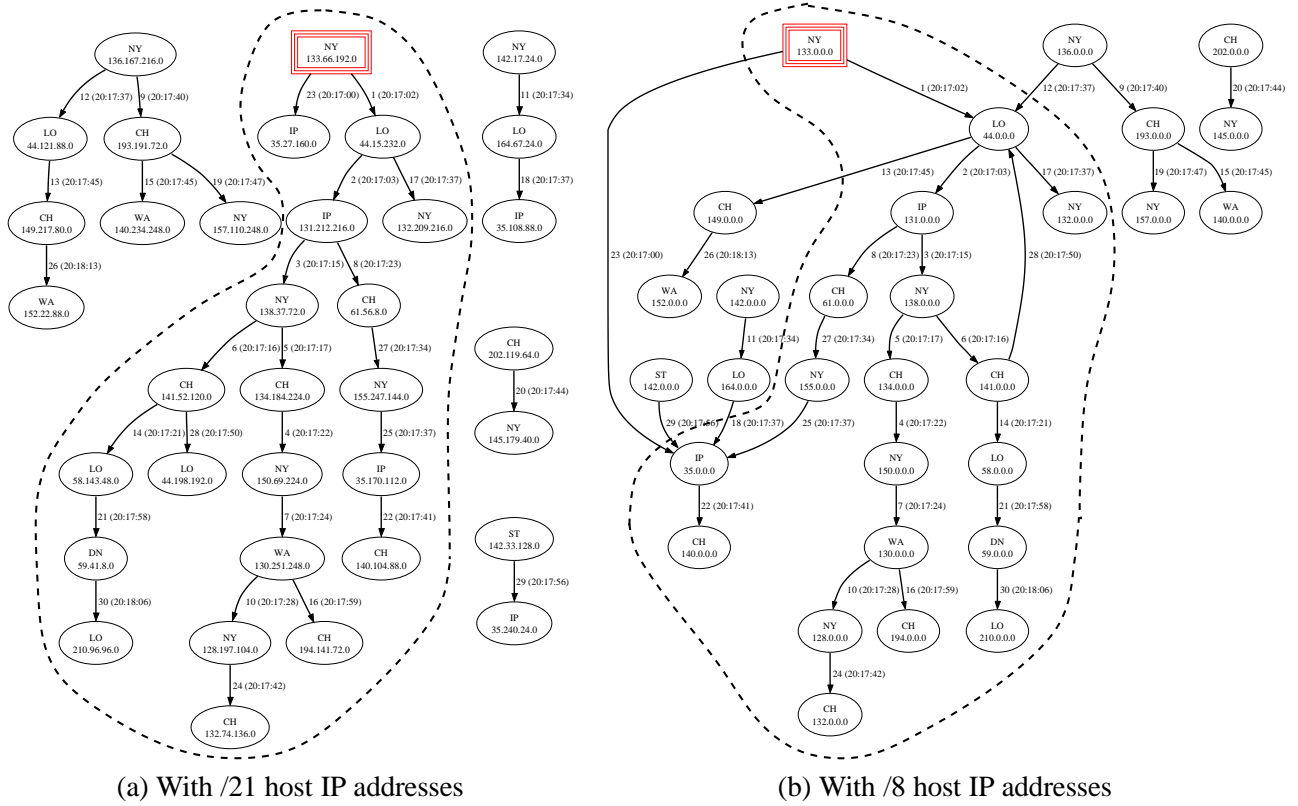 NY
136.167.216.0
NY
133.66.192.0
NY
142.17.24.0
12 (20:17:37)
9 (20:17:40)
23 (20:17:00)
1 (20:17:02)
11 (20:17:34)
LO
44.121.88.0
CH
193.191.72.0
IP
35.27.160.0
LO
44.15.232.0
LO
164.67.24.0
13 (20:17:45)
15 (20:17:45)
19 (20:17:47)
2 (20:17:03)
17 (20:17:37)
18 (20:17:37)
CH
149.217.80.0
WA
140.234.248.0
NY
157.110.248.0
IP
131.212.216.0
NY
132.209.216.0
IP
35.108.88.0
26 (20:18:13)
3 (20:17:15)
8 (20:17:23)
WA
152.22.88.0
NY
138.37.72.0
CH
61.56.8.0
6 (20:17:16)
5 (20:17:17)
27 (20:17:34)
CH
202.119.64.0
CH
141.52.120.0
CH
134.184.224.0
NY
155.247.144.0
20 (20:17:44)
14 (20:17:21)
28 (20:17:50)
4 (20:17:22)
25 (20:17:37)
NY
145.179.40.0
LO
58.143.48.0
LO
44.198.192.0
NY
150.69.224.0
IP
35.170.112.0
21 (20:17:58)
7 (20:17:24)
22 (20:17:41)
ST
142.33.128.0
DN
59.41.8.0
WA
130.251.248.0
CH
140.104.88.0
29 (20:17:56)
30 (20:18:06)
10 (20:17:28)
16 (20:17:59)
IP
35.240.24.0
LO
210.96.96.0
NY
128.197.104.0
CH
194.141.72.0
24 (20:17:42)
CH
132.74.136.0
(a) With /21 host IP addresses
NY
133.0.0.0
NY
136.0.0.0
CH
202.0.0.0
1 (20:17:02)
12 (20:17:37)
9 (20:17:40)
20 (20:17:44)
LO
44.0.0.0
CH
193.0.0.0
NY
145.0.0.0
13 (20:17:45)
2 (20:17:03)
17 (20:17:37)
19 (20:17:47)
15 (20:17:45)
CH
149.0.0.0
IP
131.0.0.0
NY
132.0.0.0
NY
157.0.0.0
WA
140.0.0.0
23 (20:17:00)
26 (20:18:13)
8 (20:17:23)
3 (20:17:15)
28 (20:17:50)
WA
152.0.0.0
NY
142.0.0.0
CH
61.0.0.0
NY
138.0.0.0
11 (20:17:34)
27 (20:17:34)
5 (20:17:17)
6 (20:17:16)
ST
142.0.0.0
LO
164.0.0.0
NY
155.0.0.0
CH
134.0.0.0
CH
141.0.0.0
29 (20:17:56)
18 (20:17:37)
25 (20:17:37)
4 (20:17:22)
14 (20:17:21)
IP
35.0.0.0
NY
150.0.0.0
LO
58.0.0.0
22 (20:17:41)
7 (20:17:24)
21 (20:17:58)
CH
140.0.0.0
WA
130.0.0.0
DN
59.0.0.0
10 (20:17:28)
16 (20:17:59)
30 (20:18:06)
NY
128.0.0.0
CH
194.0.0.0
LO
210.0.0.0
24 (20:17:42)
CH
132.0.0.0
(b) With /8 host IP addresses